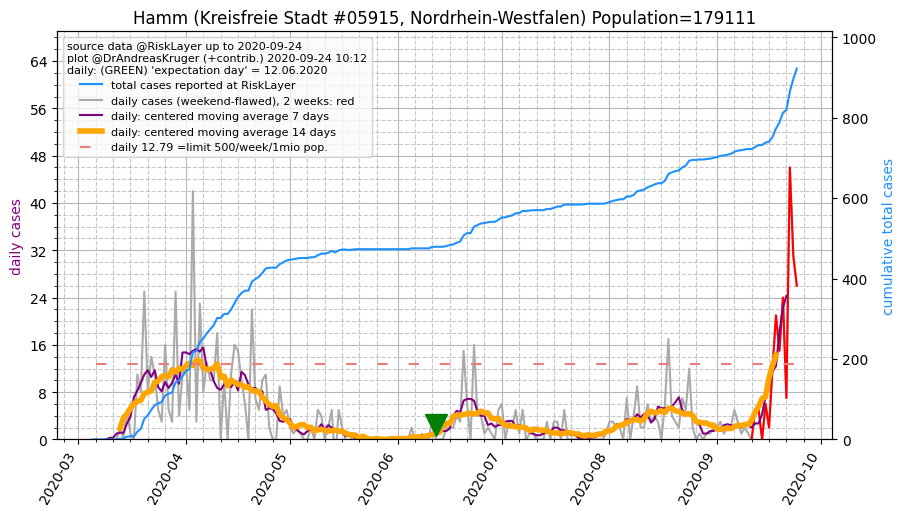 Hamm (Kreisfreie Stadt #05915, Nordrhein-Westfalen) Population=179111
source data @RiskLayer up to 2020-09-24
plot @DrAndreasKruger (+contrib.) 2020-09-24 10:12
daily: (GREEN) 'expectation day' = 12.06.2020
total cases reported at RiskLayer
daily cases (weekend-flawed), 2 weeks: red
daily: centered moving average 7 days
daily: centered moving average 14 days
daily 12.79 =limit 500/week/1mio pop.
daily cases
64
56
48
40
32
24
16
8
0
cumulative total cases
1000
800
600
400
200
0
2020-03
2020-04
2020-05
2020-06
2020-07
2020-08
2020-09
2020-10